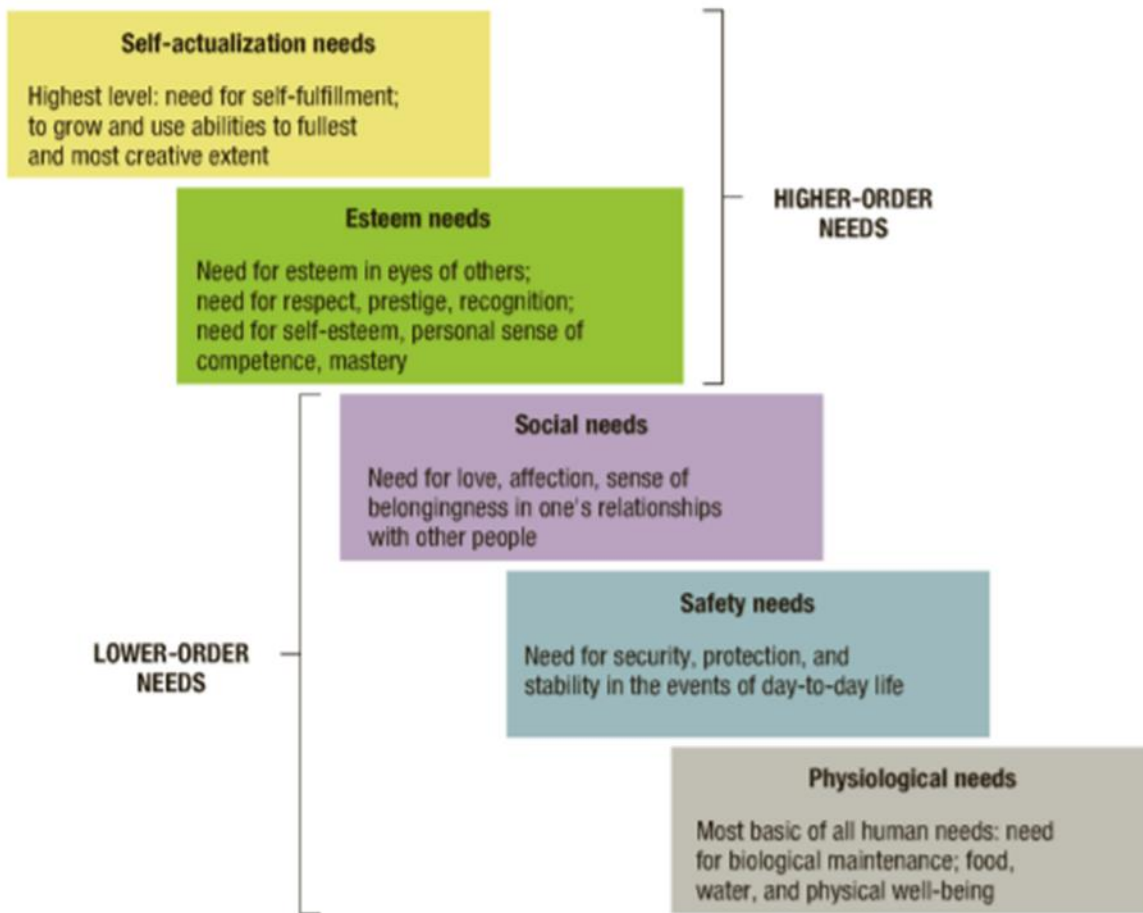 Self-actualization needs
Highest level: need for self-fulfillment;
to grow and use abilities to fullest
and most creative extent
HIGHER-ORDER
NEEDS
Esteem needs
Need for esteem in eyes of others;
need for respect, prestige, recognition;
need for self-esteem, personal sense of
competence, mastery
Social needs
Need for love, affection, sense of
belongingness in one's relationships
with other people
LOWER-ORDER
NEEDS
Safety needs
Need for security, protection, and
stability in the events of day-to-day life
Physiological needs
Most basic of all human needs: need
for biological maintenance; food,
water, and physical well-being